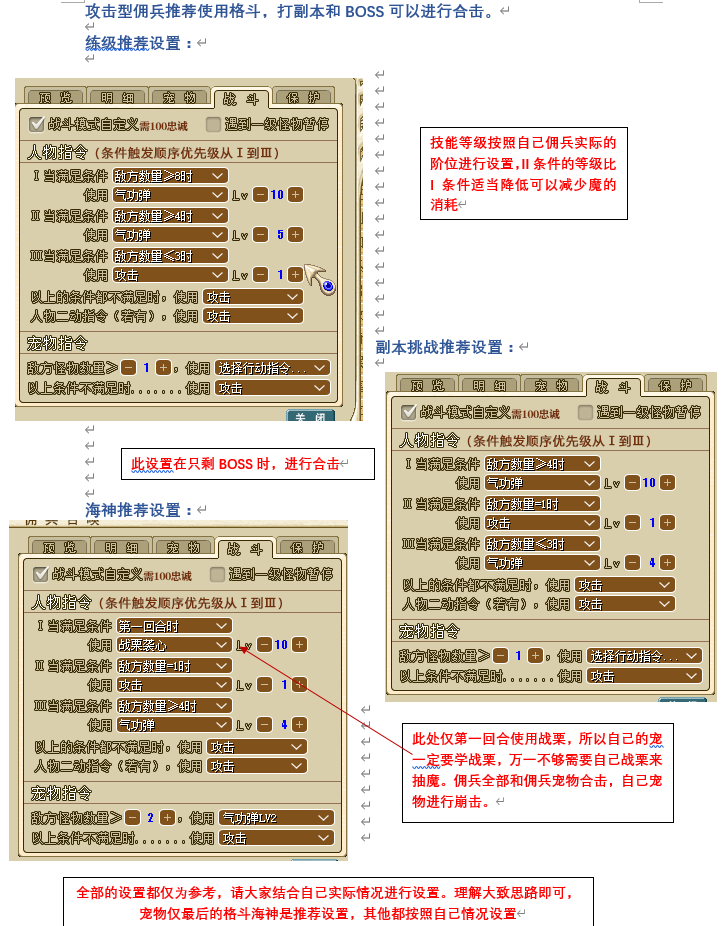 攻击型佣兵推荐使用格斗，打副本和 BOSS 可以进行合击。
练级推荐设置：
预 览
明 细
宠 物
战 斗
保 护
战斗模式自定义需100忠诚
遇到一级怪物暂停
人物指令（条件触发顺序优先级从Ⅰ到Ⅲ）
Ⅰ当满足条件 敌方数量≥8时
使用 气功弹 Lv － 10 ＋
Ⅱ当满足条件 敌方数量≥4时
使用 气功弹 Lv － 5 ＋
Ⅲ当满足条件 敌方数量≤3时
使用 攻击 Lv － 1 ＋
以上的条件都不满足时，使用 攻击
人物二动指令（若有），使用 攻击
宠物指令
敌方怪物数量≥ － 1 ＋ ，使用 选择行动指令...
以上条件不满足时.......使用 攻击
关 闭
技能等级按照自己佣兵实际的
阶位进行设置,II 条件的等级比
I 条件适当降低可以减少魔的
消耗
副本挑战推荐设置：
预 览
明 细
宠 物
战 斗
保 护
战斗模式自定义需100忠诚
遇到一级怪物暂停
人物指令（条件触发顺序优先级从Ⅰ到Ⅲ）
Ⅰ当满足条件 敌方数量≥4时
使用 气功弹 Lv － 10 ＋
Ⅱ当满足条件 敌方数量=1时
使用 攻击 Lv － 1 ＋
Ⅲ当满足条件 敌方数量≤3时
使用 气功弹 Lv － 4 ＋
以上的条件都不满足时，使用 攻击
人物二动指令（若有），使用 攻击
宠物指令
敌方怪物数量≥ － 1 ＋ ，使用 选择行动指令...
以上条件不满足时.......使用 攻击
此设置在只剩 BOSS 时，进行合击
海神推荐设置：
预 览
明 细
宠 物
战 斗
保 护
战斗模式自定义需100忠诚
遇到一级怪物暂停
人物指令（条件触发顺序优先级从Ⅰ到Ⅲ）
Ⅰ当满足条件 第一回合时
使用 战栗袭心 Lv － 10 ＋
Ⅱ当满足条件 敌方数量=1时
使用 攻击 Lv － 1 ＋
Ⅲ当满足条件 敌方数量≥4时
使用 气功弹 Lv － 4 ＋
以上的条件都不满足时，使用 攻击
人物二动指令（若有），使用 攻击
宠物指令
敌方怪物数量≥ － 2 ＋ ，使用 气功弹LV2
以上条件不满足时.......使用 攻击
此处仅第一回合使用战栗，所以自己的宠
一定要学战栗，万一不够需要自己战栗来
抽魔。佣兵全部和佣兵宠物合击，自己宠
物进行崩击。
全部的设置都仅为参考，请大家结合自己实际情况进行设置。理解大致思路即可，
宠物仅最后的格斗海神是推荐设置，其他都按照自己情况设置